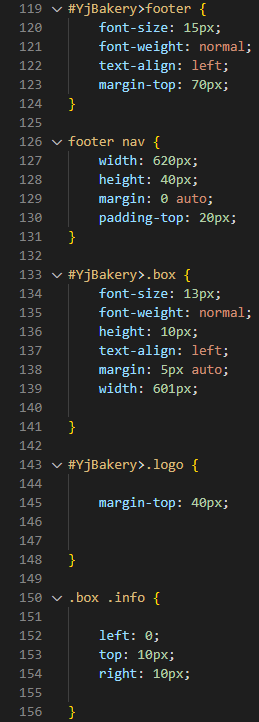 119 #YjBakery>footer {
120 font-size: 15px;
121 font-weight: normal;
122 text-align: left;
123 margin-top: 70px;
124 }
125
126 footer nav {
127 width: 620px;
128 height: 40px;
129 margin: 0 auto;
130 padding-top: 20px;
131 }
132
133 #YjBakery>.box {
134 font-size: 13px;
135 font-weight: normal;
136 height: 10px;
137 text-align: left;
138 margin: 5px auto;
139 width: 601px;
140
141 }
142
143 #YjBakery>.logo {
144
145 margin-top: 40px;
146
147
148 }
149
150 .box .info {
151
152 left: 0;
153 top: 10px;
154 right: 10px;
155
156 }